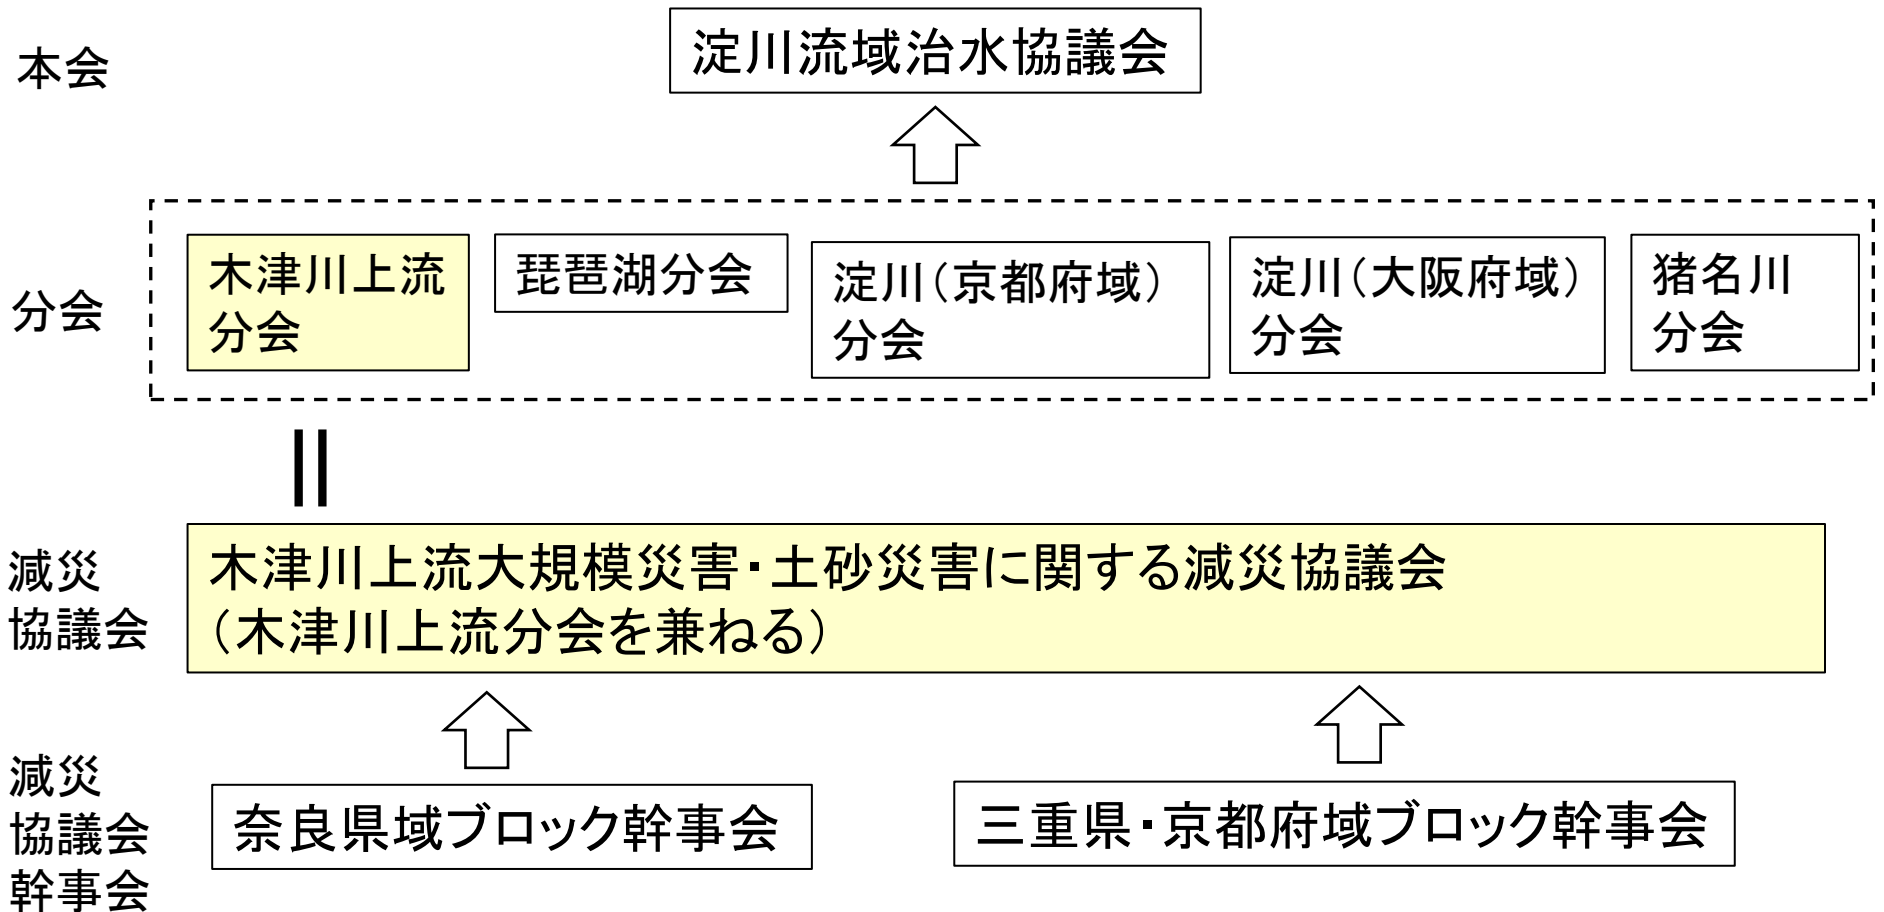 本会
淀川流域治水協議会
分会
木津川上流
分会
琵琶湖分会
淀川（京都府域）
分会
淀川（大阪府域）
分会
猪名川
分会
減災
協議会
木津川上流大規模災害・土砂災害に関する減災協議会
（木津川上流分会を兼ねる）
減災
協議会
幹事会
奈良県域ブロック幹事会
三重県・京都府域ブロック幹事会